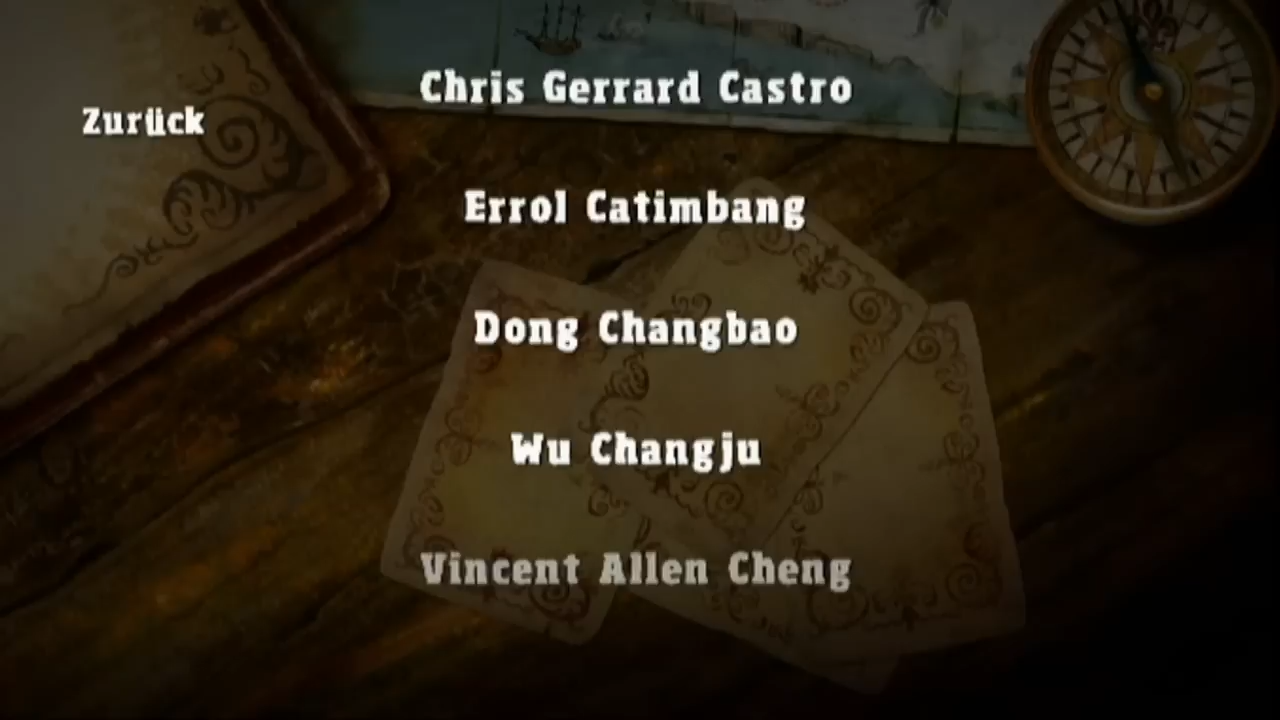 Zurück
Chris Gerrard Castro
Errol Catimbang
Dong Changbao
Wu Changju
Vincent Allen Cheng